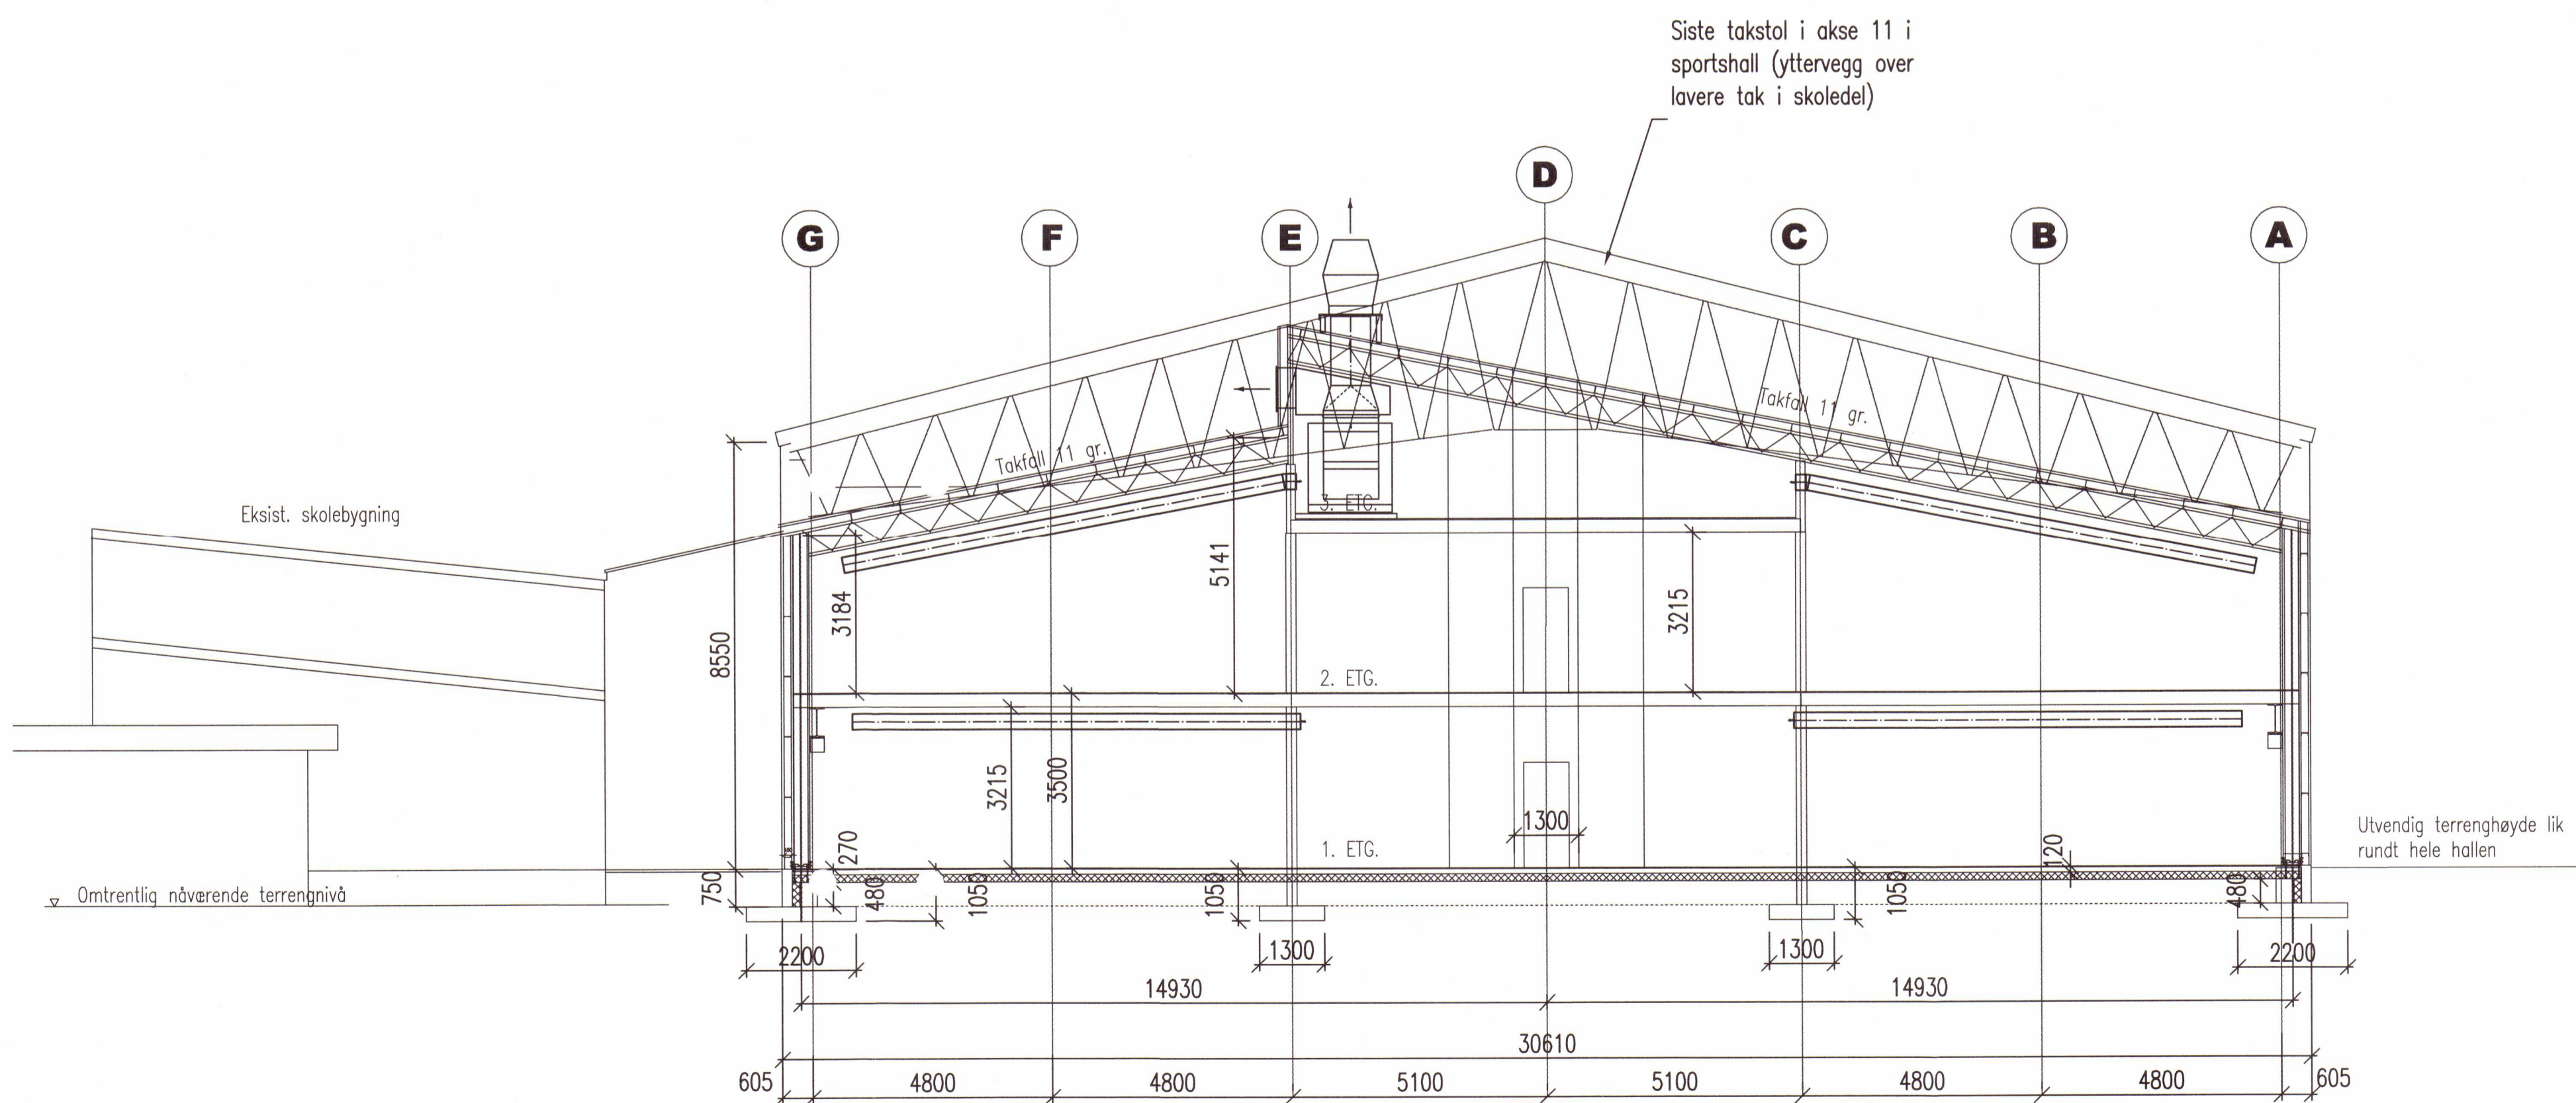 Siste takstol i akse 11 i
sportshall (yttervegg over
lavere tak i skoledel)
D
G
F
E
C
B
A
Takfall 11 gr.
Takfall 11 gr.
Eksist. skolebygning
3. ETG.
5141
3184
3215
8550
2. ETG.
3215
3500
1300
270
1. ETG.
120
Utvendig terrenghøyde lik
rundt hele hallen
Omtrentlig nåværende terrengnivå
750
480
1050
1050
1050
480
2200
1300
1300
2200
14930
14930
30610
605
4800
4800
5100
5100
4800
4800
605